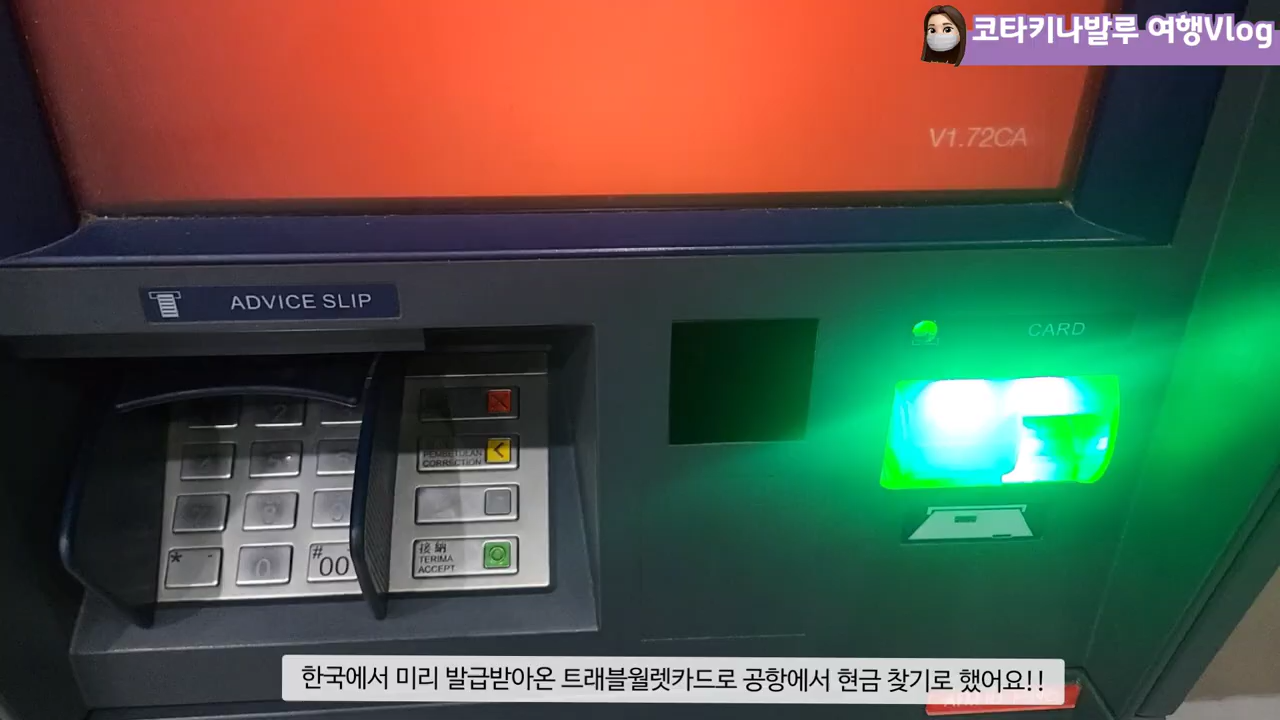 코타키나발루 여행Vlog
V1.72CA
ADVICE SLIP
CARD
2
PEMBETULAN
CORRECTION
接納
TERIMA
ACCEPT
*
0
#
00
한국에서 미리 발급받아온 트래블월렛카드로 공항에서 현금 찾기로 했어요!!